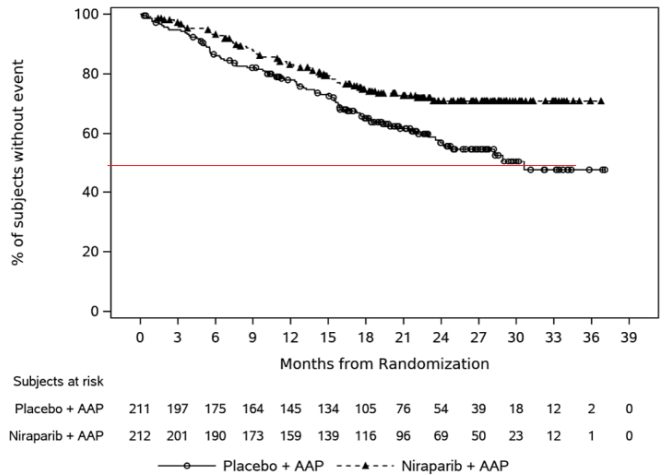 % of subjects without event
100
80
60
40
20
0
0 3 6 9 12 15 18 21 24 27 30 33 36 39
Months from Randomization
Subjects at risk
Placebo + AAP 211 197 175 164 145 134 105 76 54 39 18 12 2 0
Niraparib + AAP 212 201 190 173 159 139 116 96 69 50 23 12 1 0
Placebo + AAP Niraparib + AAP